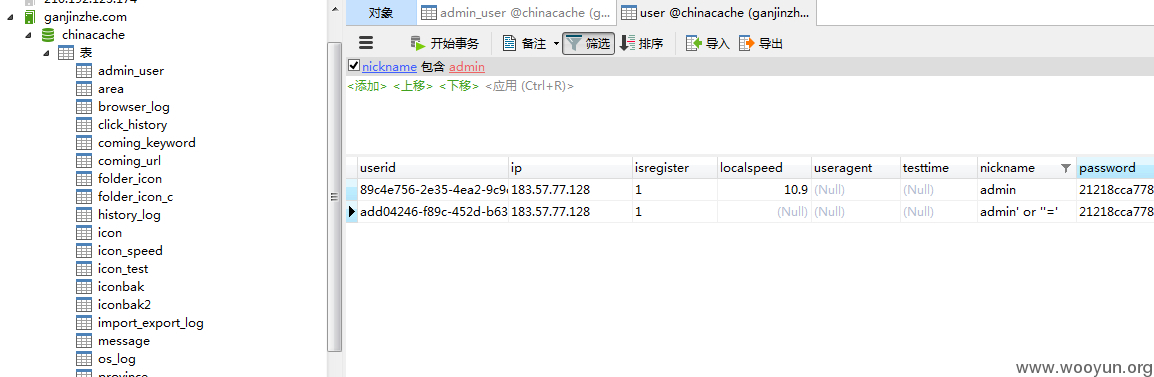 ganjinzhe.com
chinacache
表
admin_user
area
browser_log
click_history
coming_keyword
coming_url
folder_icon
folder_icon_c
history_log
icon
icon_speed
icon_test
iconbak
iconbak2
import_export_log
message
os_log
province
对象 admin_user @chinacache (g... user @chinacache (ganjinzh...
开始事务 备注 筛选 排序 导入 导出
nickname 包含 admin
<添加> <上移> <下移> <应用 (Ctrl+R)>
userid ip isregister localspeed useragent testtime nickname password
89c4e756-2e35-4ea2-9c9 183.57.77.128 1 10.9 (Null) (Null) admin 21218cca778
add04246-f89c-452d-b63 183.57.77.128 1 (Null) (Null) (Null) admin' or ''=' 21218cca778
www.wooyun.org